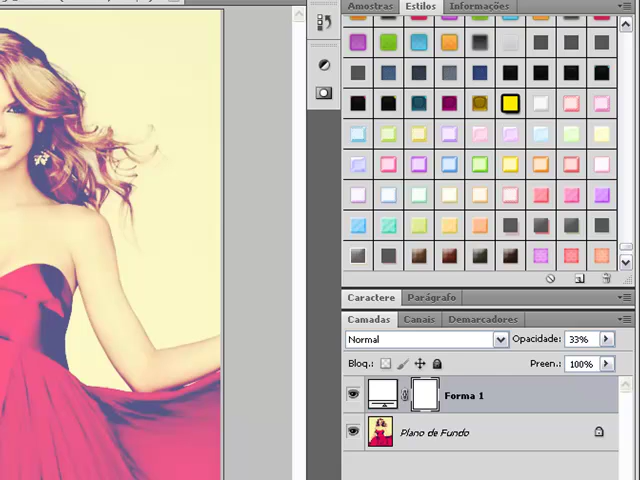 Amostras Estilos Informações
Caractere Parágrafo
Camadas Canais Demarcadores
Normal Opacidade: 33%
Bloq.: Preen.: 100%
Forma 1
Plano de Fundo